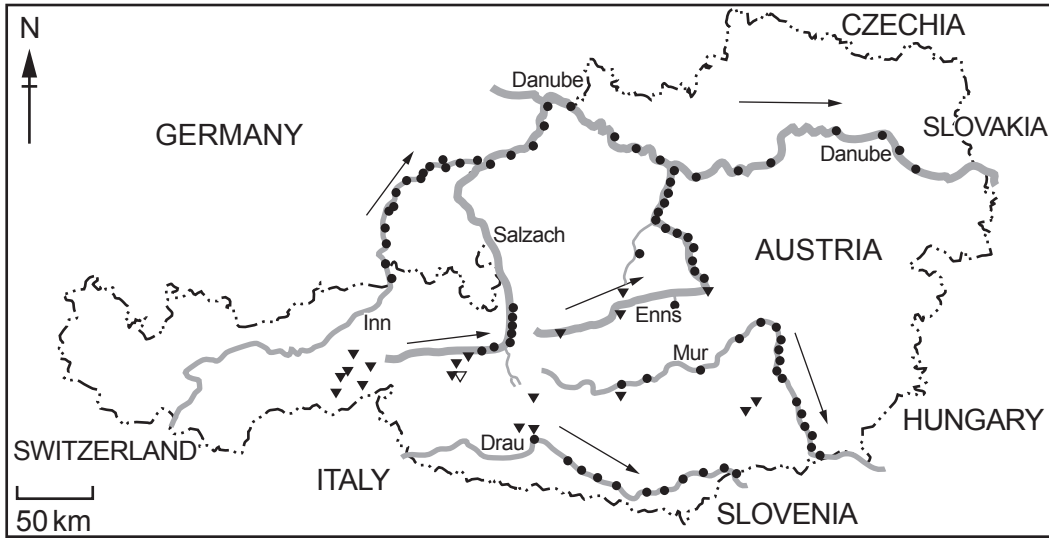 CZECHIA
N
Danube
GERMANY
SLOVAKIA
Danube
Salzach
AUSTRIA
Inn
Enns
Mur
HUNGARY
SWITZERLAND
Drau
ITALY
50 km
SLOVENIA